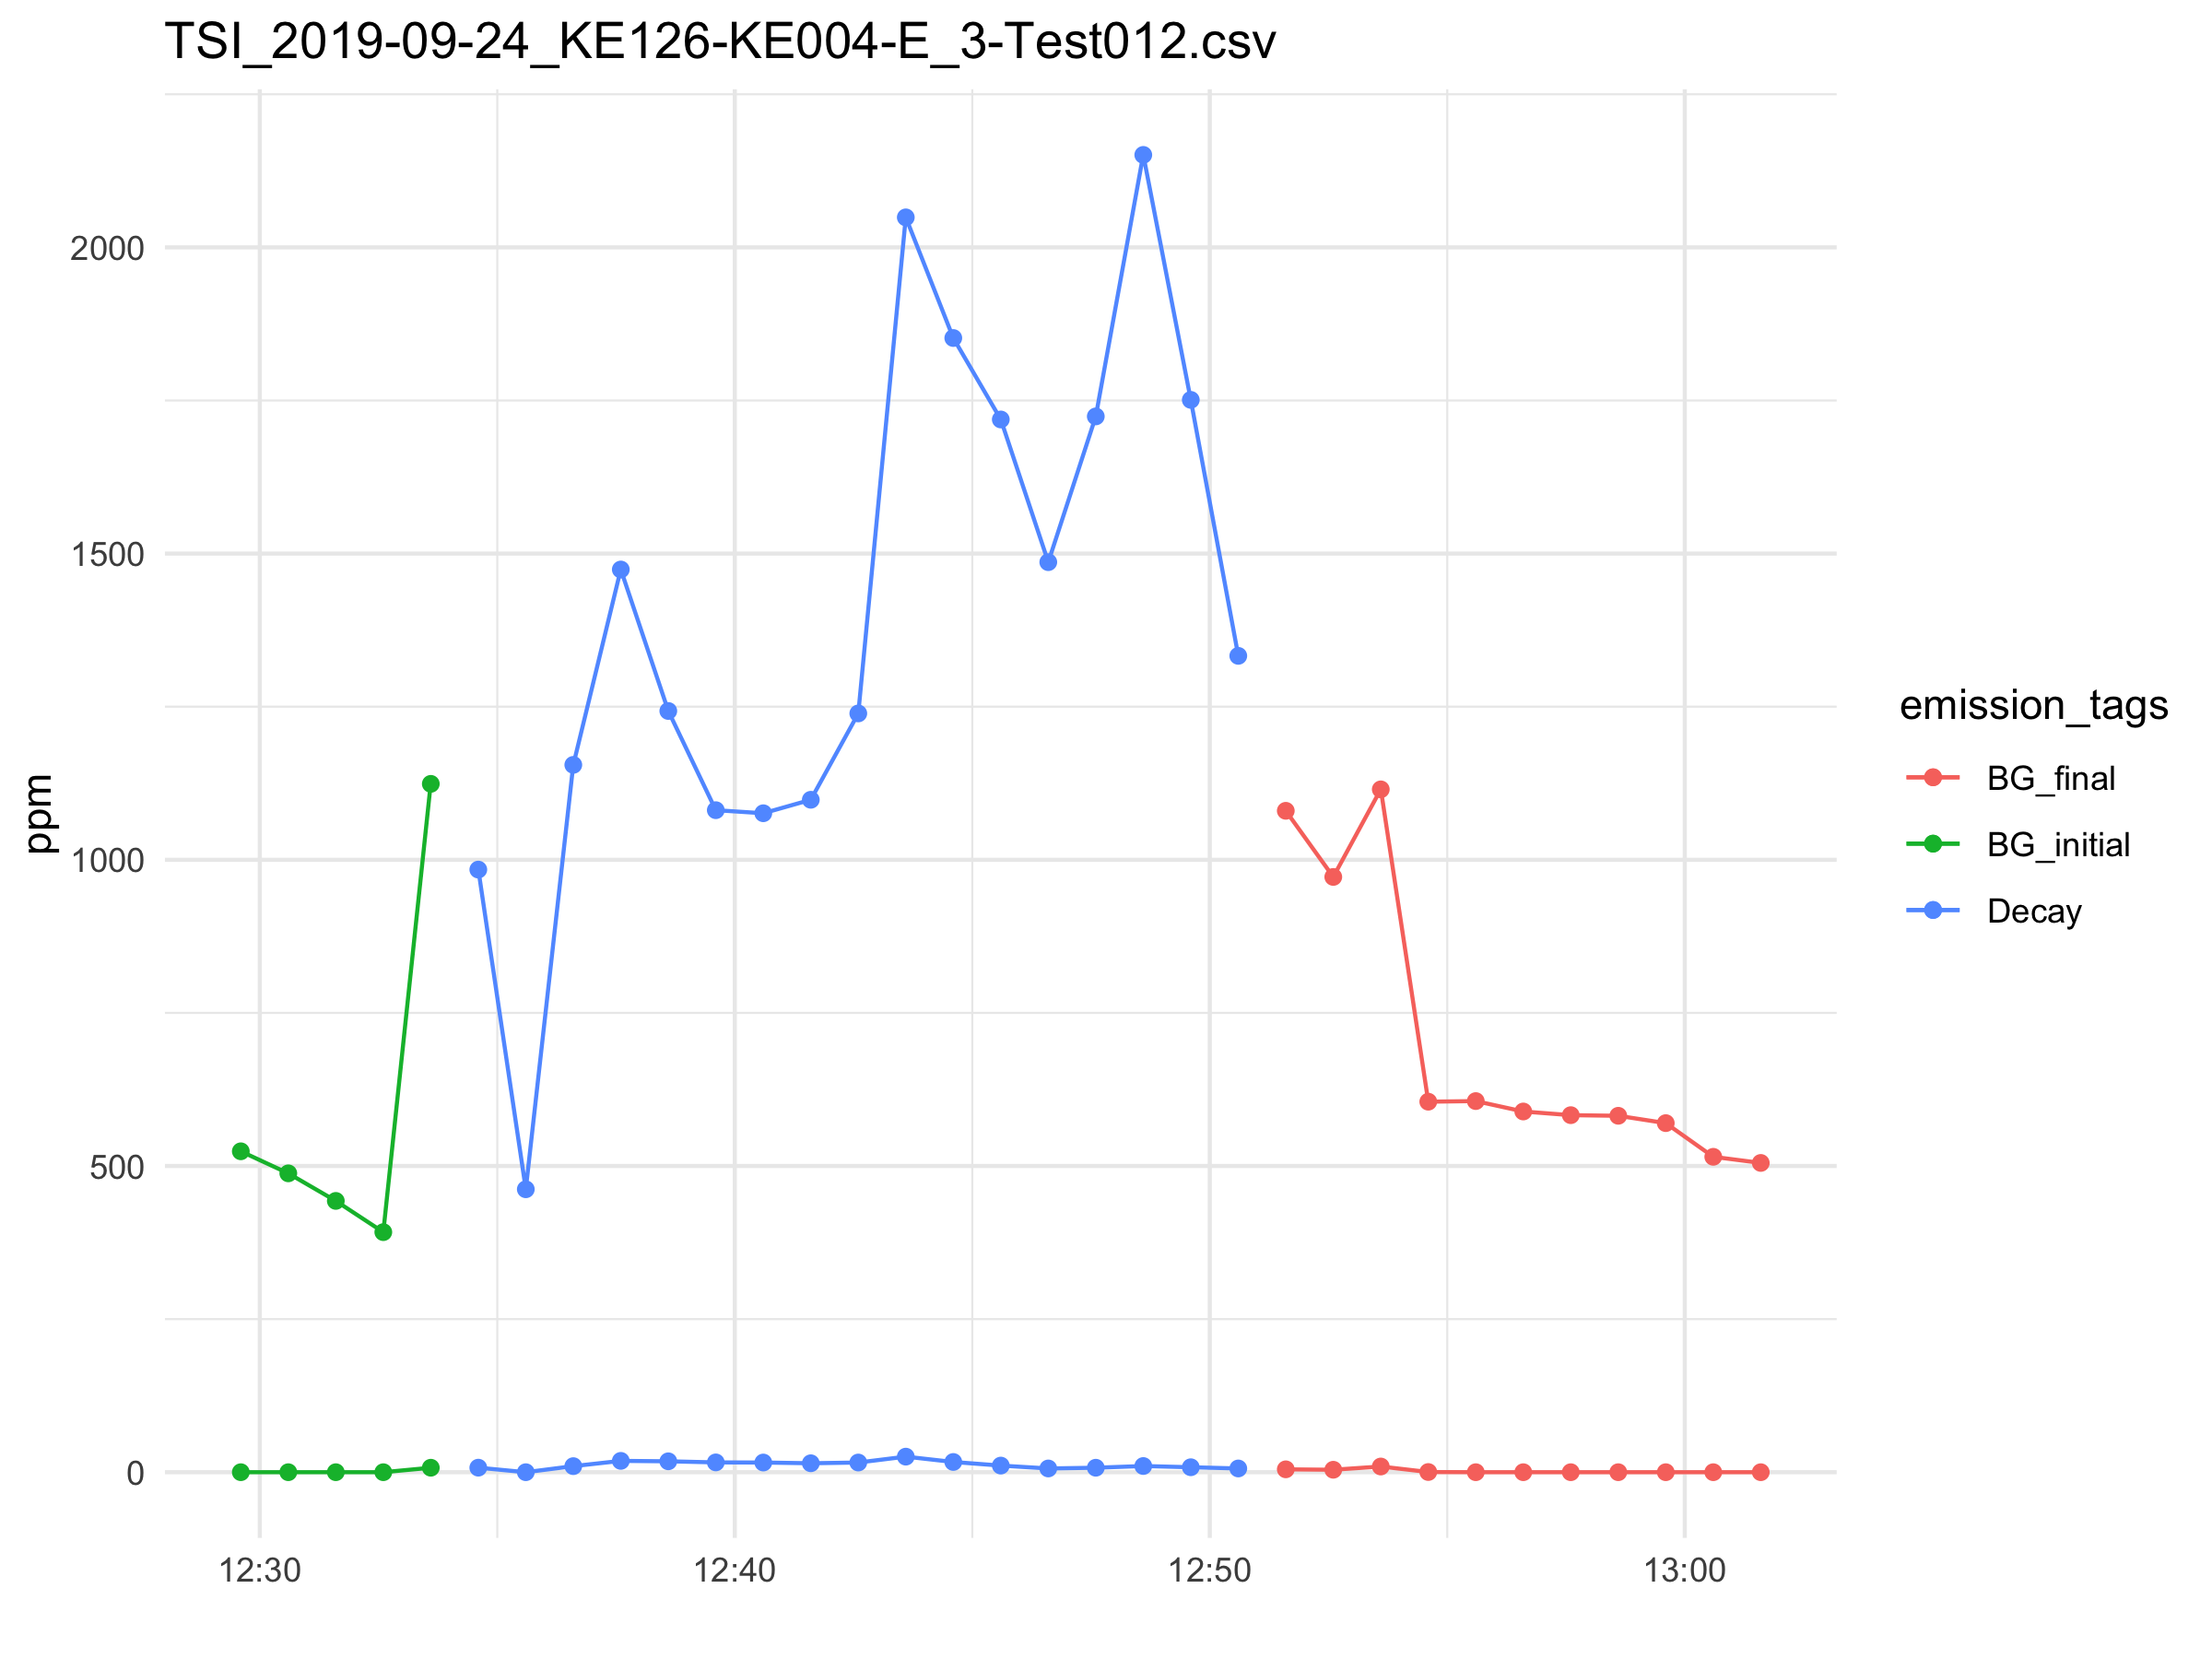 TSI_2019-09-24_KE126-KE004-E_3-Test012.csv
ppm
2000
1500
1000
500
0
12:30
12:40
12:50
13:00
emission_tags
BG_final
BG_initial
Decay